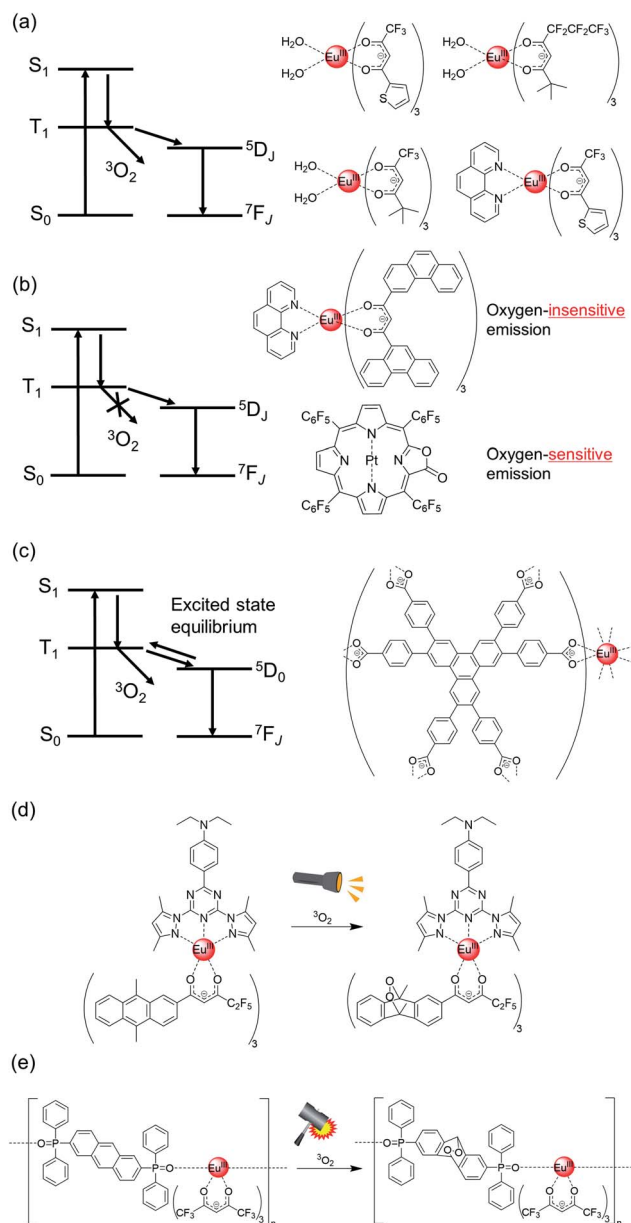 (a)
S1
T1
S0
3O2
5DJ
7FJ
H2O
H2O
EuIII
O
O
CF3
S
3
H2O
H2O
EuIII
O
O
CF2CF2CF3
3
H2O
H2O
EuIII
O
O
CF3
3
N
N
EuIII
O
O
CF3
S
3
(b)
S1
T1
S0
3O2
5DJ
7FJ
N
N
EuIII
O
O
3
Oxygen-insensitive
emission
C6F5
C6F5
N
N
Pt
N
N
O
O
C6F5
C6F5
Oxygen-sensitive
emission
(c)
S1
T1
S0
Excited state
equilibrium
3O2
5D0
7FJ
O
O
O
O
O
O
O
O
EuIII
O
O
O
O
(d)
N
N
N
N
N
N
N
N
EuIII
O
O
C2F5
3
3O2
N
N
N
N
N
N
N
N
EuIII
O
O
O
O
C2F5
3
(e)
O=P
P=O
EuIII
O
O
CF3
CF3
3
n
3O2
O=P
O
O
P=O
EuIII
O
O
CF3
CF3
3
n